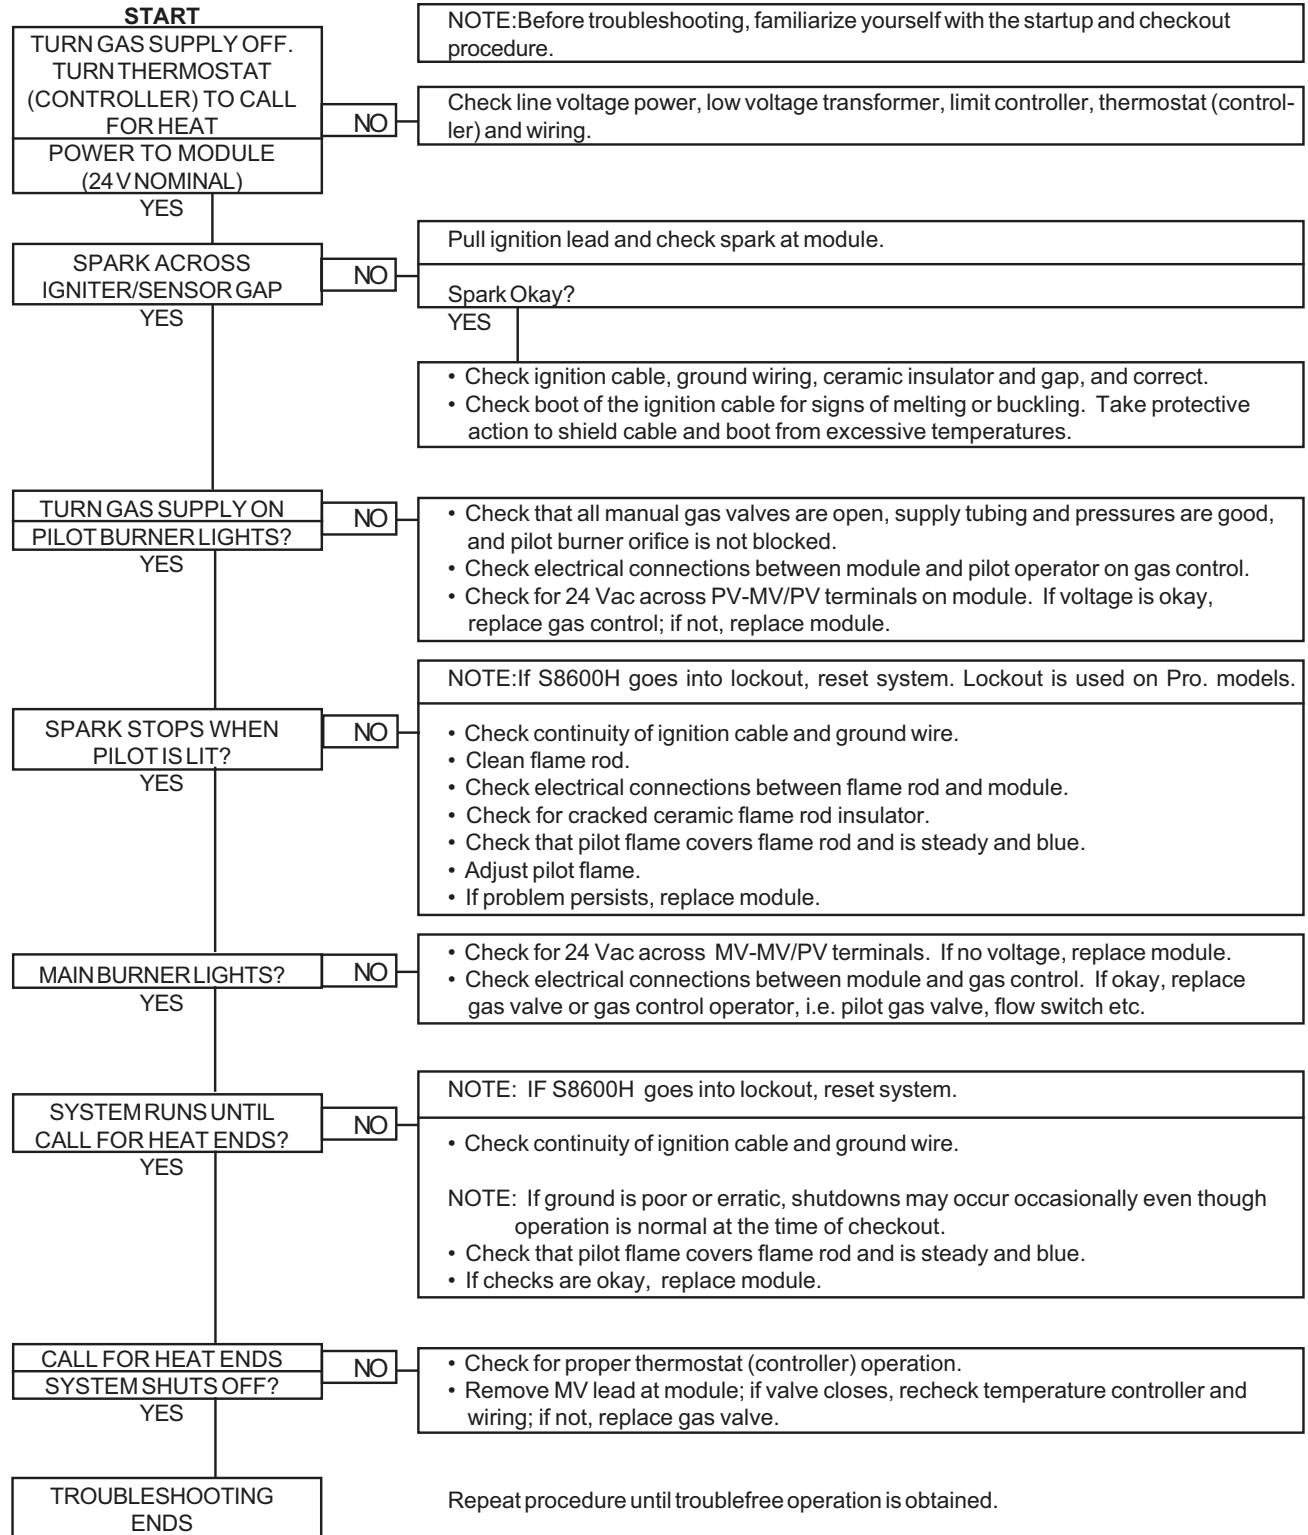 START
TURN GAS SUPPLY OFF.
TURN THERMOSTAT
(CONTROLLER) TO CALL
FOR HEAT
POWER TO MODULE
(24 V NOMINAL)
YES
NO
NOTE:Before troubleshooting, familiarize yourself with the startup and checkout
procedure.
Check line voltage power, low voltage transformer, limit controller, thermostat (control-
ler) and wiring.
SPARK ACROSS
IGNITER/SENSOR GAP
YES
NO
Pull ignition lead and check spark at module.
Spark Okay?
YES
• Check ignition cable, ground wiring, ceramic insulator and gap, and correct.
• Check boot of the ignition cable for signs of melting or buckling. Take protective
action to shield cable and boot from excessive temperatures.
TURN GAS SUPPLY ON
PILOT BURNER LIGHTS?
YES
NO
• Check that all manual gas valves are open, supply tubing and pressures are good,
and pilot burner orifice is not blocked.
• Check electrical connections between module and pilot operator on gas control.
• Check for 24 Vac across PV-MV/PV terminals on module. If voltage is okay,
replace gas control; if not, replace module.
SPARK STOPS WHEN
PILOT IS LIT?
YES
NO
NOTE:If S8600H goes into lockout, reset system. Lockout is used on Pro. models.
• Check continuity of ignition cable and ground wire.
• Clean flame rod.
• Check electrical connections between flame rod and module.
• Check for cracked ceramic flame rod insulator.
• Check that pilot flame covers flame rod and is steady and blue.
• Adjust pilot flame.
• If problem persists, replace module.
MAIN BURNER LIGHTS?
YES
NO
• Check for 24 Vac across MV-MV/PV terminals. If no voltage, replace module.
• Check electrical connections between module and gas control. If okay, replace
gas valve or gas control operator, i.e. pilot gas valve, flow switch etc.
SYSTEM RUNS UNTIL
CALL FOR HEAT ENDS?
YES
NO
NOTE: IF S8600H goes into lockout, reset system.
• Check continuity of ignition cable and ground wire.
NOTE: If ground is poor or erratic, shutdowns may occur occasionally even though
operation is normal at the time of checkout.
• Check that pilot flame covers flame rod and is steady and blue.
• If checks are okay, replace module.
CALL FOR HEAT ENDS
SYSTEM SHUTS OFF?
YES
NO
• Check for proper thermostat (controller) operation.
• Remove MV lead at module; if valve closes, recheck temperature controller and
wiring; if not, replace gas valve.
TROUBLESHOOTING
ENDS
Repeat procedure until troublefree operation is obtained.